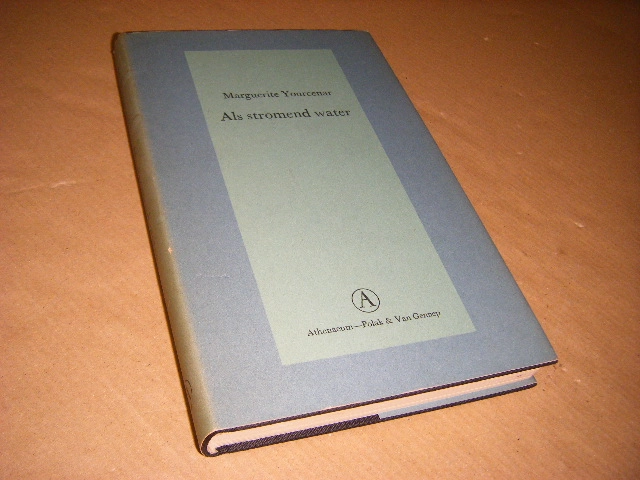 Marguerite Yourcenar
Als stromend water
A
Athenaeum—Polak & Van Gennep